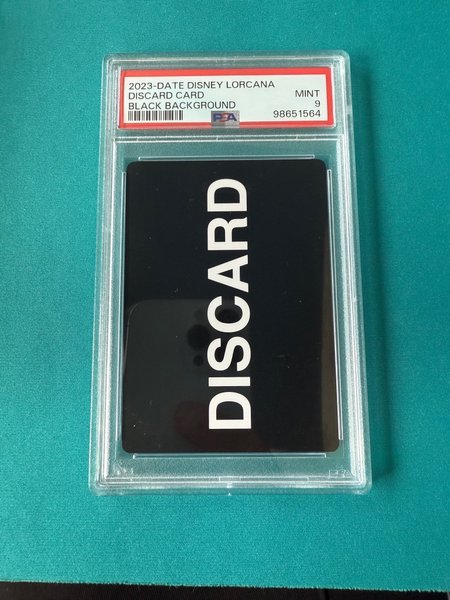 2023-DATE DISNEY LORCANA
DISCARD CARD MINT
BLACK BACKGROUND 9
PSA 98651564
DISCARD